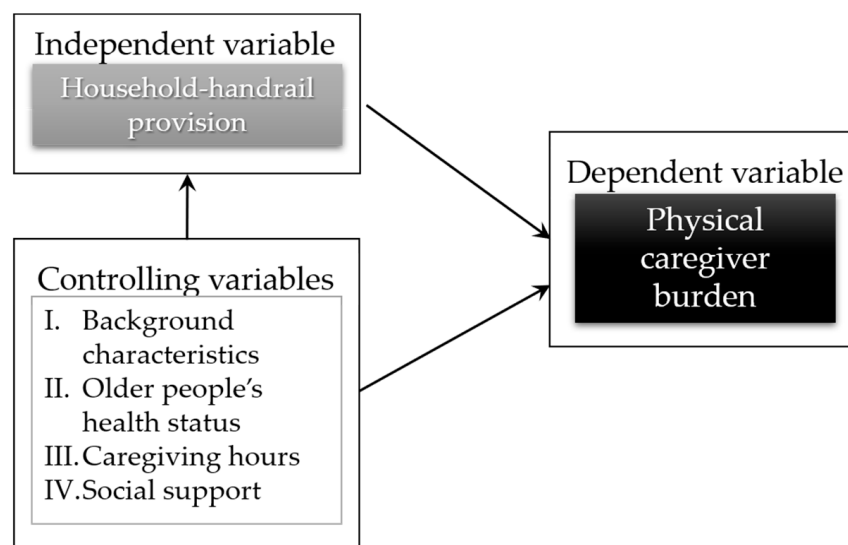 Independent variable
Household-handrail
provision
Dependent variable
Physical
caregiver
burden
Controlling variables
I. Background
characteristics
II. Older people’s
health status
III. Caregiving hours
IV. Social support